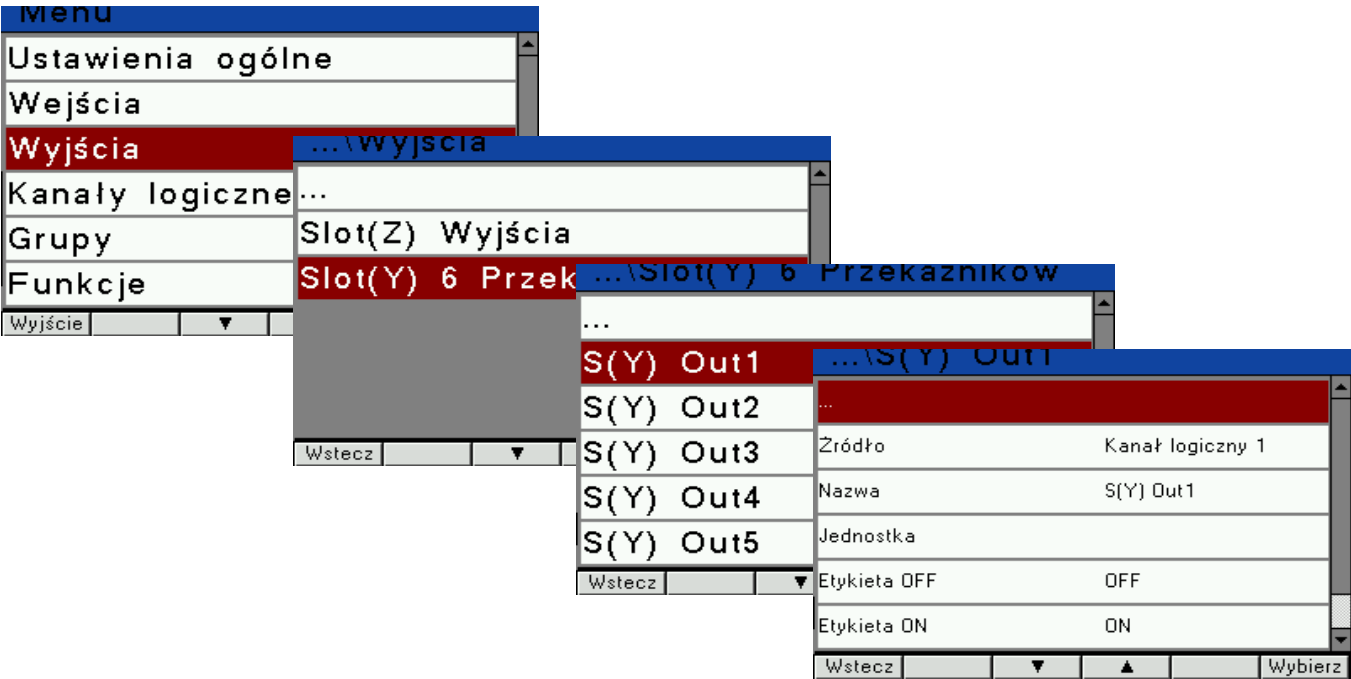 Menu
Ustawienia ogólne
Wejścia
Wyjścia
Kanały logiczne
Grupy
Funkcje
Wyjście ▼
...\Wyjścia
...
Slot(Z) Wyjścia
Slot(Y) 6 Przek
Wstecz ▼
...\Slot(Y) 6 Przekaźników
...
S(Y) Out1
S(Y) Out2
S(Y) Out3
S(Y) Out4
S(Y) Out5
Wstecz ▼
...\S(Y) Out1
...
Źródło Kanał logiczny 1
Nazwa S(Y) Out1
Jednostka
Etykieta OFF OFF
Etykieta ON ON
Wstecz ▼ ▲ Wybierz